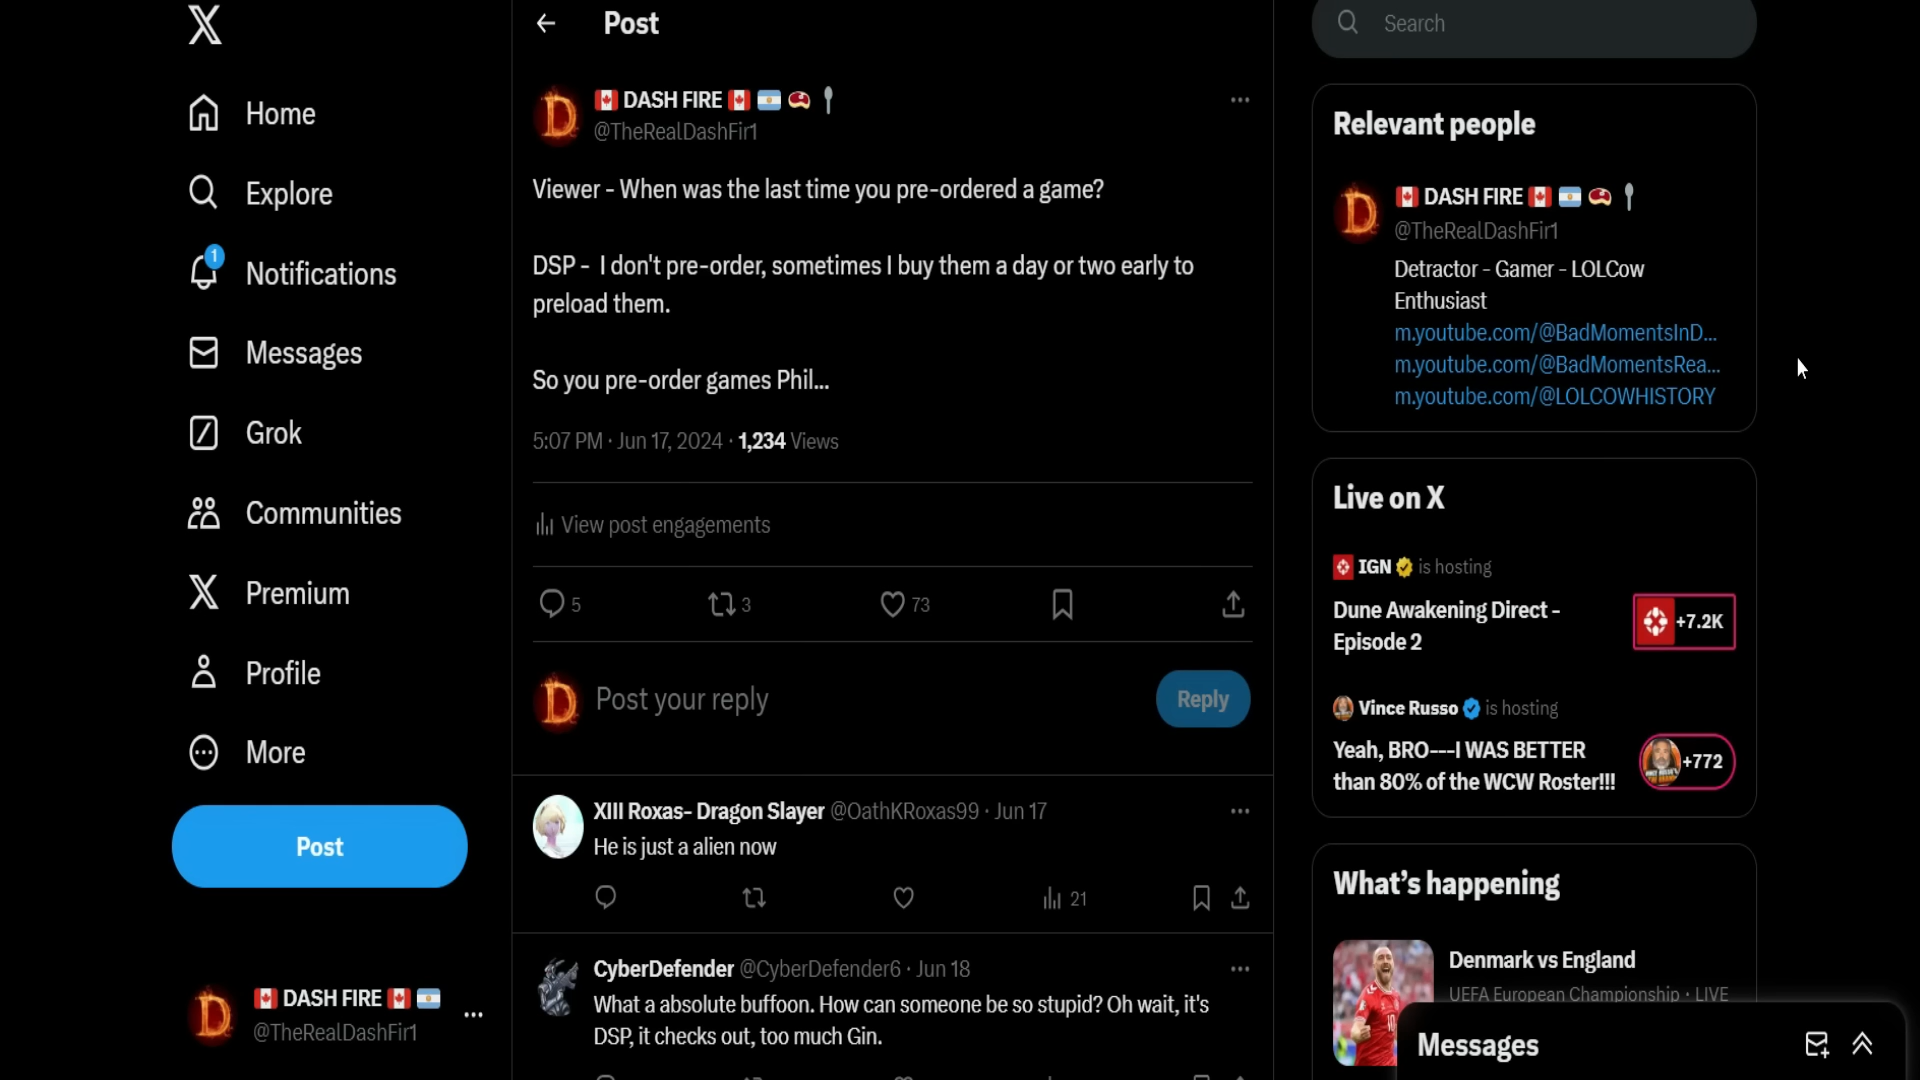 Home
Explore
1
Notifications
Messages
Grok
Communities
Premium
Profile
More
Post
DASH FIRE
@TheRealDashFir1
Post
DASH FIRE
@TheRealDashFir1
Viewer - When was the last time you pre-ordered a game?
DSP - I don't pre-order, sometimes I buy them a day or two early to
preload them.
So you pre-order games Phil...
5:07 PM · Jun 17, 2024 · 1,234 Views
View post engagements
5 3 73
D Post your reply Reply
XIII Roxas- Dragon Slayer @OathKRoxas99 · Jun 17
He is just a alien now
21
CyberDefender @CyberDefender6 · Jun 18
What a absolute buffoon. How can someone be so stupid? Oh wait, it's
DSP, it checks out, too much Gin.
Search
Relevant people
DASH FIRE
@TheRealDashFir1
Detractor - Gamer - LOLCow
Enthusiast
m.youtube.com/@BadMomentsInD...
m.youtube.com/@BadMomentsRea...
m.youtube.com/@LOLCOWHISTORY
Live on X
IGN is hosting
Dune Awakening Direct -
Episode 2
+7.2K
Vince Russo is hosting
Yeah, BRO---I WAS BETTER
than 80% of the WCW Roster!!!
+772
What's happening
Denmark vs England
UEFA European Championship · LIVE
Messages